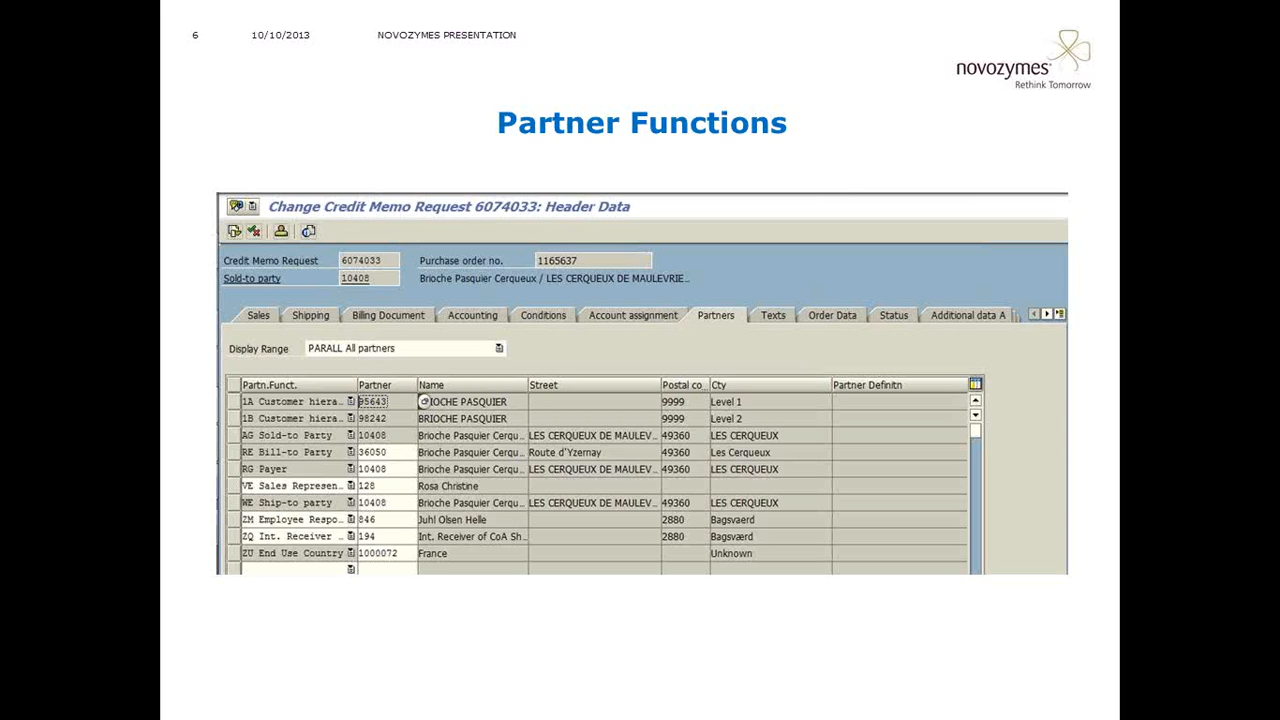 6 10/10/2013 NOVOZYMES PRESENTATION
novozymes
Rethink Tomorrow
Partner Functions
Change Credit Memo Request 6074033: Header Data
Credit Memo Request 6074033 Purchase order no. 1165637
Sold-to party 10408 Brioche Pasquier Cerqueux / LES CERQUEUX DE MAULEVRIE...
Sales Shipping Billing Document Accounting Conditions Account assignment Partners Texts Order Data Status Additional data A
Display Range PARALL All partners
Partn.Funct. Partner Name Street Postal co... Cty Partner Definitn
1A Customer hiera… 95643 BRIOCHE PASQUIER 9999 Level 1
1B Customer hiera… 98242 BRIOCHE PASQUIER 9999 Level 2
AG Sold-to Party 10408 Brioche Pasquier Cerqu... LES CERQUEUX DE MAULEV... 49360 LES CERQUEUX
RE Bill-to Party 36050 Brioche Pasquier Cerqu... Route d'Yzernay 49360 Les Cerqueux
RG Payer 10408 Brioche Pasquier Cerqu... LES CERQUEUX DE MAULEV... 49360 LES CERQUEUX
VE Sales Represen… 128 Rosa Christine
WE Ship-to party 10408 Brioche Pasquier Cerqu... LES CERQUEUX DE MAULEV... 49360 LES CERQUEUX
ZM Employee Respo… 846 Juhl Olsen Helle 2880 Bagsvaerd
ZQ Int. Receiver … 194 Int. Receiver of CoA Sh... 2880 Bagsværd
ZU End Use Country 1000072 France Unknown